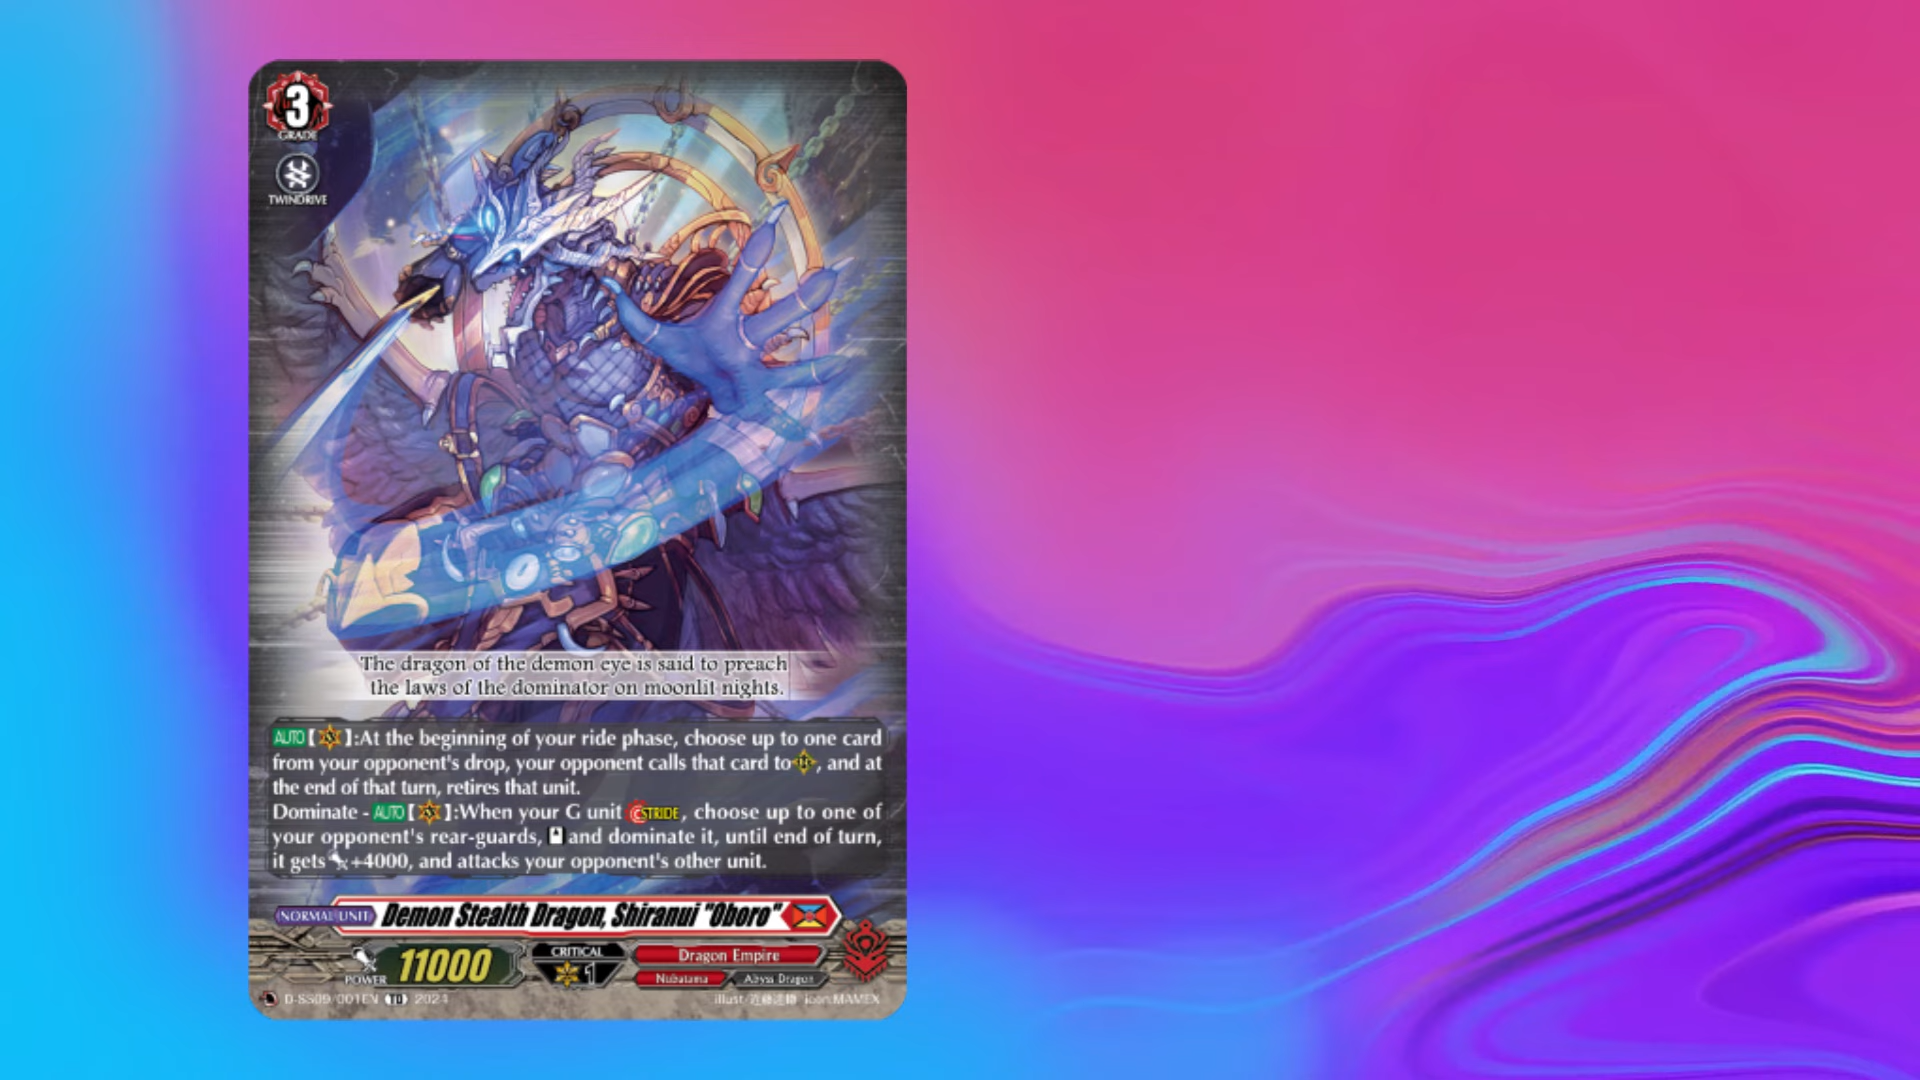 3
GRADE
TWINDRIVE
The dragon of the demon eye is said to preach
the laws of the dominator on moonlit nights.
AUTO【 】:At the beginning of your ride phase, choose up to one card
from your opponent's drop, your opponent calls that card to , and at
the end of that turn, retires that unit.
Dominate - AUTO【 】:When your G unit STRIDE, choose up to one of
your opponent's rear-guards, and dominate it, until end of turn,
it gets +4000, and attacks your opponent's other unit.
NORMAL UNIT Demon Stealth Dragon, Shiranui "Oboro"
POWER 11000 CRITICAL 1 Dragon Empire
Nubatama Abyss Dragon
D-SS09/001EN TD 2024 illust/ icon:MAMEX